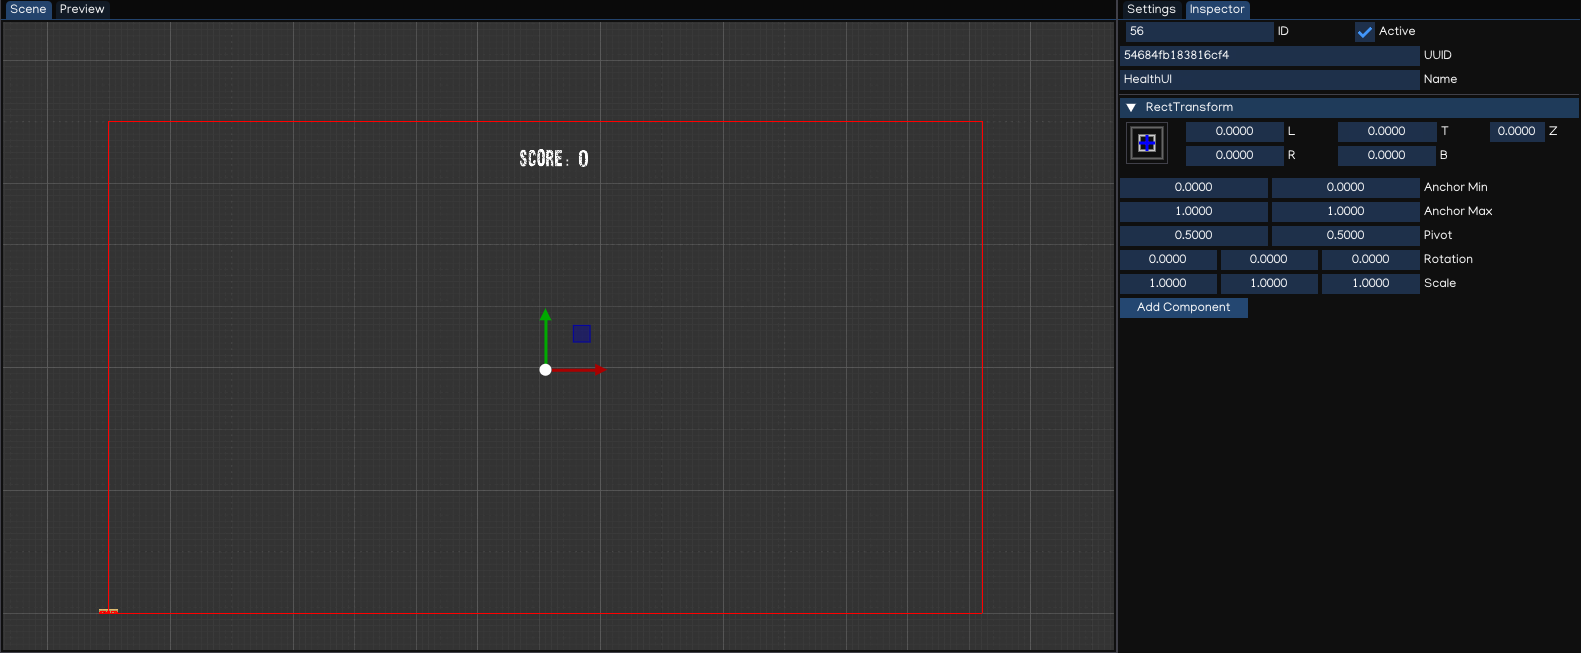 Scene Preview
Settings Inspector
56 ID Active
54684fb183816cf4 UUID
HealthUI Name
RectTransform
0.0000 L 0.0000 T 0.0000 Z
0.0000 R 0.0000 B
0.0000 0.0000 Anchor Min
1.0000 1.0000 Anchor Max
0.5000 0.5000 Pivot
0.0000 0.0000 0.0000 Rotation
1.0000 1.0000 1.0000 Scale
Add Component
SCORE: 0